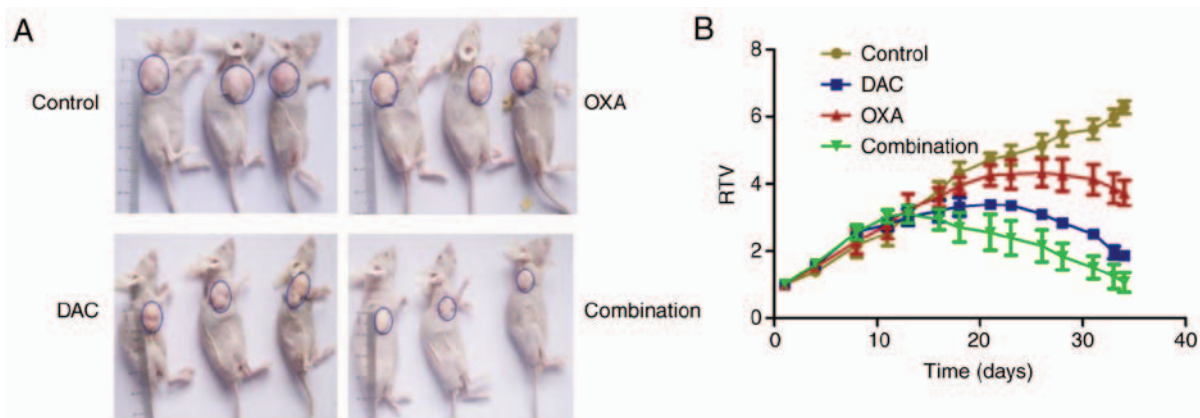 A
Control
OXA
DAC
Combination
B
Control
DAC
OXA
Combination
RTV
8
6
4
2
0
0
10
20
30
40
Time (days)